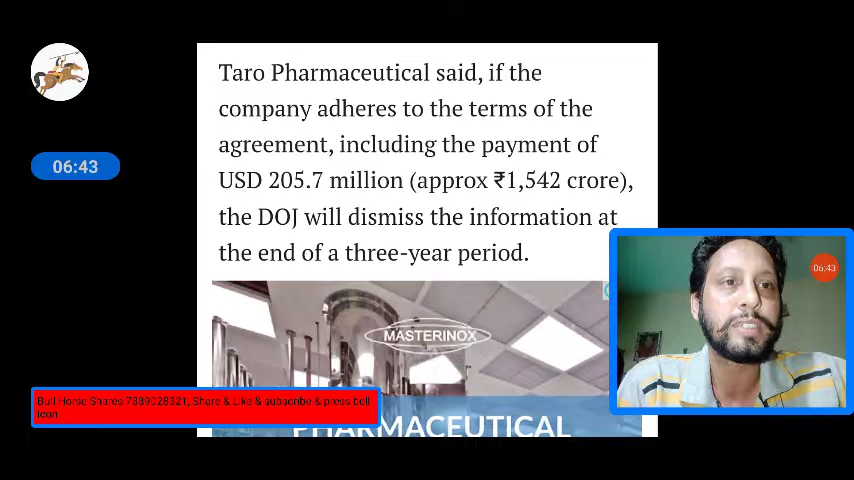 Taro Pharmaceutical said, if the
company adheres to the terms of the
agreement, including the payment of
USD 205.7 million (approx ₹1,542 crore),
the DOJ will dismiss the information at
the end of a three-year period.
06:43
06:43
MASTERINOX
Bull Horse Shares 7889028321, Share & Like & subscribe & press bell
icon.
PHARMACEUTICAL